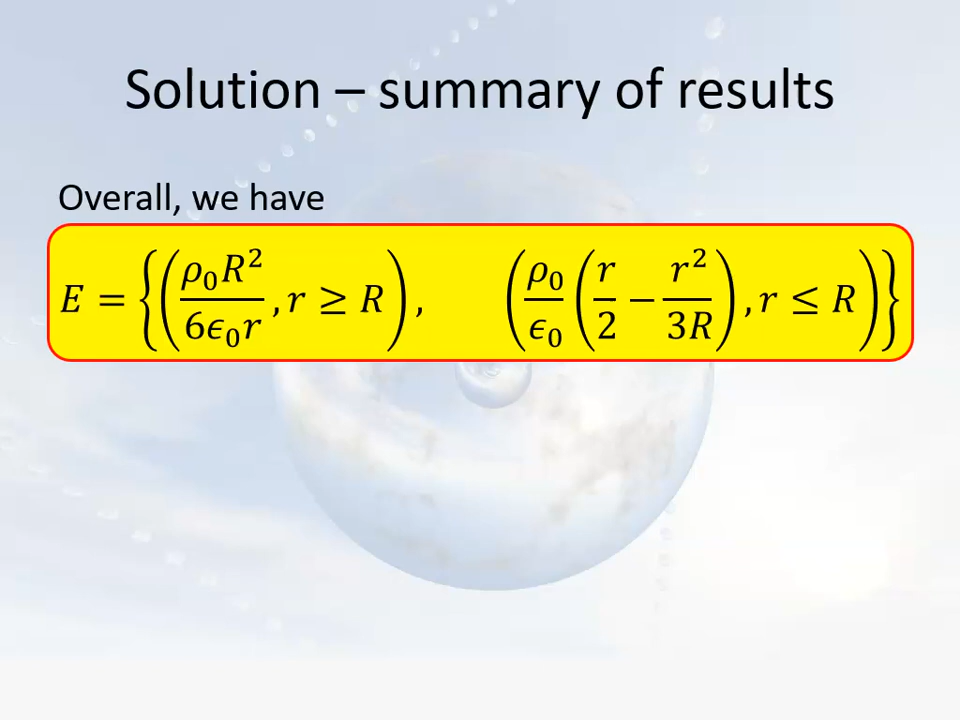 Solution – summary of results
Overall, we have
E = {(ρ₀R²/6ϵ₀r, r ≥ R), (ρ₀/ϵ₀ (r/2 − r²/3R), r ≤ R)}